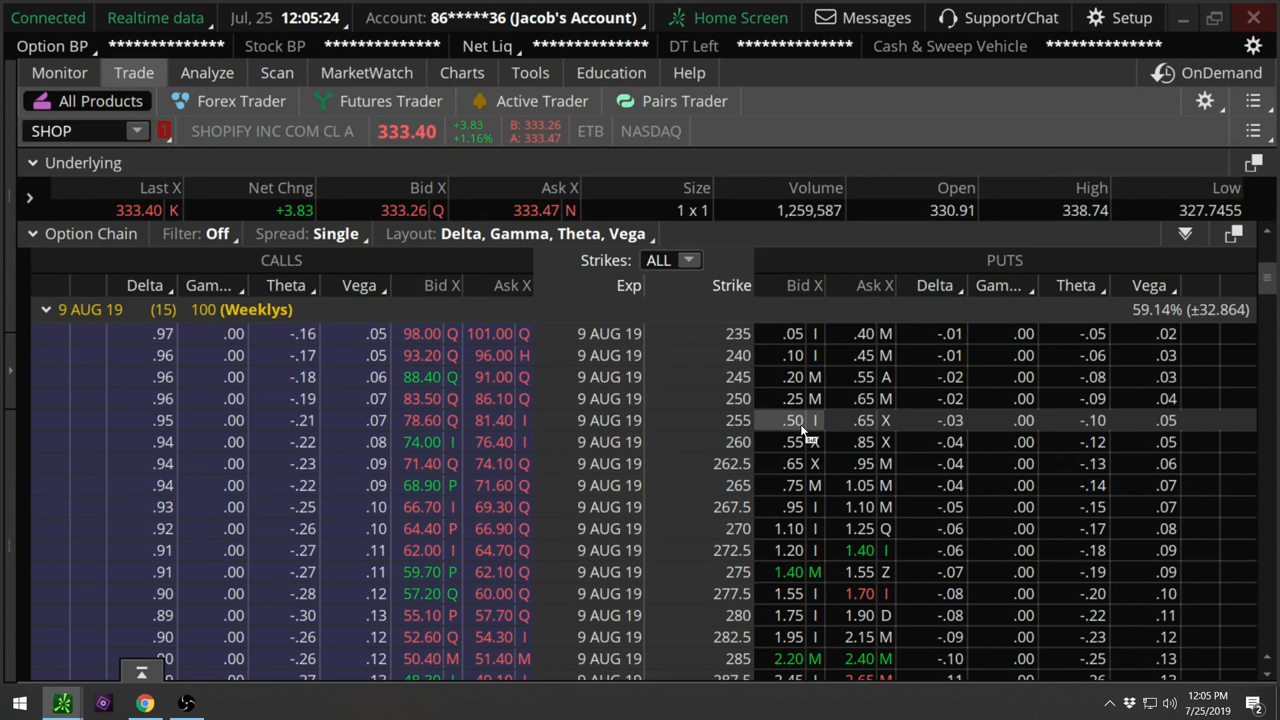 Connected Realtime data Jul, 25 12:05:24 Account: 86*****36 (Jacob's Account) Home Screen Messages Support/Chat Setup
Option BP ************** Stock BP ************** Net Liq ************** DT Left ************** Cash & Sweep Vehicle **************
Monitor Trade Analyze Scan MarketWatch Charts Tools Education Help OnDemand
All Products Forex Trader Futures Trader Active Trader Pairs Trader
SHOP 1 SHOPIFY INC COM CL A 333.40 +3.83 +1.16% B: 333.26 A: 333.47 ETB NASDAQ
Underlying
Last X Net Chng Bid X Ask X Size Volume Open High Low
333.40 K +3.83 333.26 Q 333.47 N 1 x 1 1,259,587 330.91 338.74 327.7455
Option Chain Filter: Off Spread: Single Layout: Delta, Gamma, Theta, Vega
CALLS Strikes: ALL PUTS
Delta Gam... Theta Vega Bid X Ask X Exp Strike Bid X Ask X Delta Gam... Theta Vega
9 AUG 19 (15) 100 (Weeklys) 59.14% (±32.864)
.97 .00 -.16 .05 98.00 Q 101.00 Q 9 AUG 19 235 .05 I .40 M -.01 .00 -.05 .02
.96 .00 -.17 .05 93.20 Q 96.00 H 9 AUG 19 240 .10 I .45 M -.01 .00 -.06 .03
.96 .00 -.18 .06 88.40 Q 91.00 Q 9 AUG 19 245 .20 M .55 A -.02 .00 -.08 .03
.96 .00 -.19 .07 83.50 Q 86.10 Q 9 AUG 19 250 .25 M .65 M -.02 .00 -.09 .04
.95 .00 -.21 .07 78.60 Q 81.40 I 9 AUG 19 255 .50 I .65 X -.03 .00 -.10 .05
.94 .00 -.22 .08 74.00 I 76.40 I 9 AUG 19 260 .55 .85 X -.04 .00 -.12 .05
.94 .00 -.23 .09 71.40 Q 74.10 Q 9 AUG 19 262.5 .65 X .95 M -.04 .00 -.13 .06
.94 .00 -.22 .09 68.90 P 71.60 Q 9 AUG 19 265 .75 M 1.05 M -.04 .00 -.14 .07
.93 .00 -.26 .10 66.70 I 69.30 Q 9 AUG 19 267.5 .95 I 1.10 M -.05 .00 -.15 .07
.92 .00 -.26 .10 64.40 P 66.90 Q 9 AUG 19 270 1.10 I 1.25 Q -.06 .00 -.17 .08
.91 .00 -.27 .11 62.00 I 64.70 Q 9 AUG 19 272.5 1.20 I 1.40 I -.06 .00 -.18 .09
.91 .00 -.27 .11 59.70 P 62.10 Q 9 AUG 19 275 1.40 M 1.55 Z -.07 .00 -.19 .09
.90 .00 -.28 .12 57.20 Q 60.00 Q 9 AUG 19 277.5 1.55 I 1.70 I -.08 .00 -.20 .10
.89 .00 -.30 .13 55.10 P 57.70 Q 9 AUG 19 280 1.75 I 1.90 D -.08 .00 -.22 .11
.90 .00 -.26 .12 52.60 Q 54.30 I 9 AUG 19 282.5 1.95 I 2.15 M -.09 .00 -.23 .12
.00 -.26 .12 50.40 M 51.40 M 9 AUG 19 285 2.20 M 2.40 M -.10 .00 -.25 .13
12:05 PM
7/25/2019 2